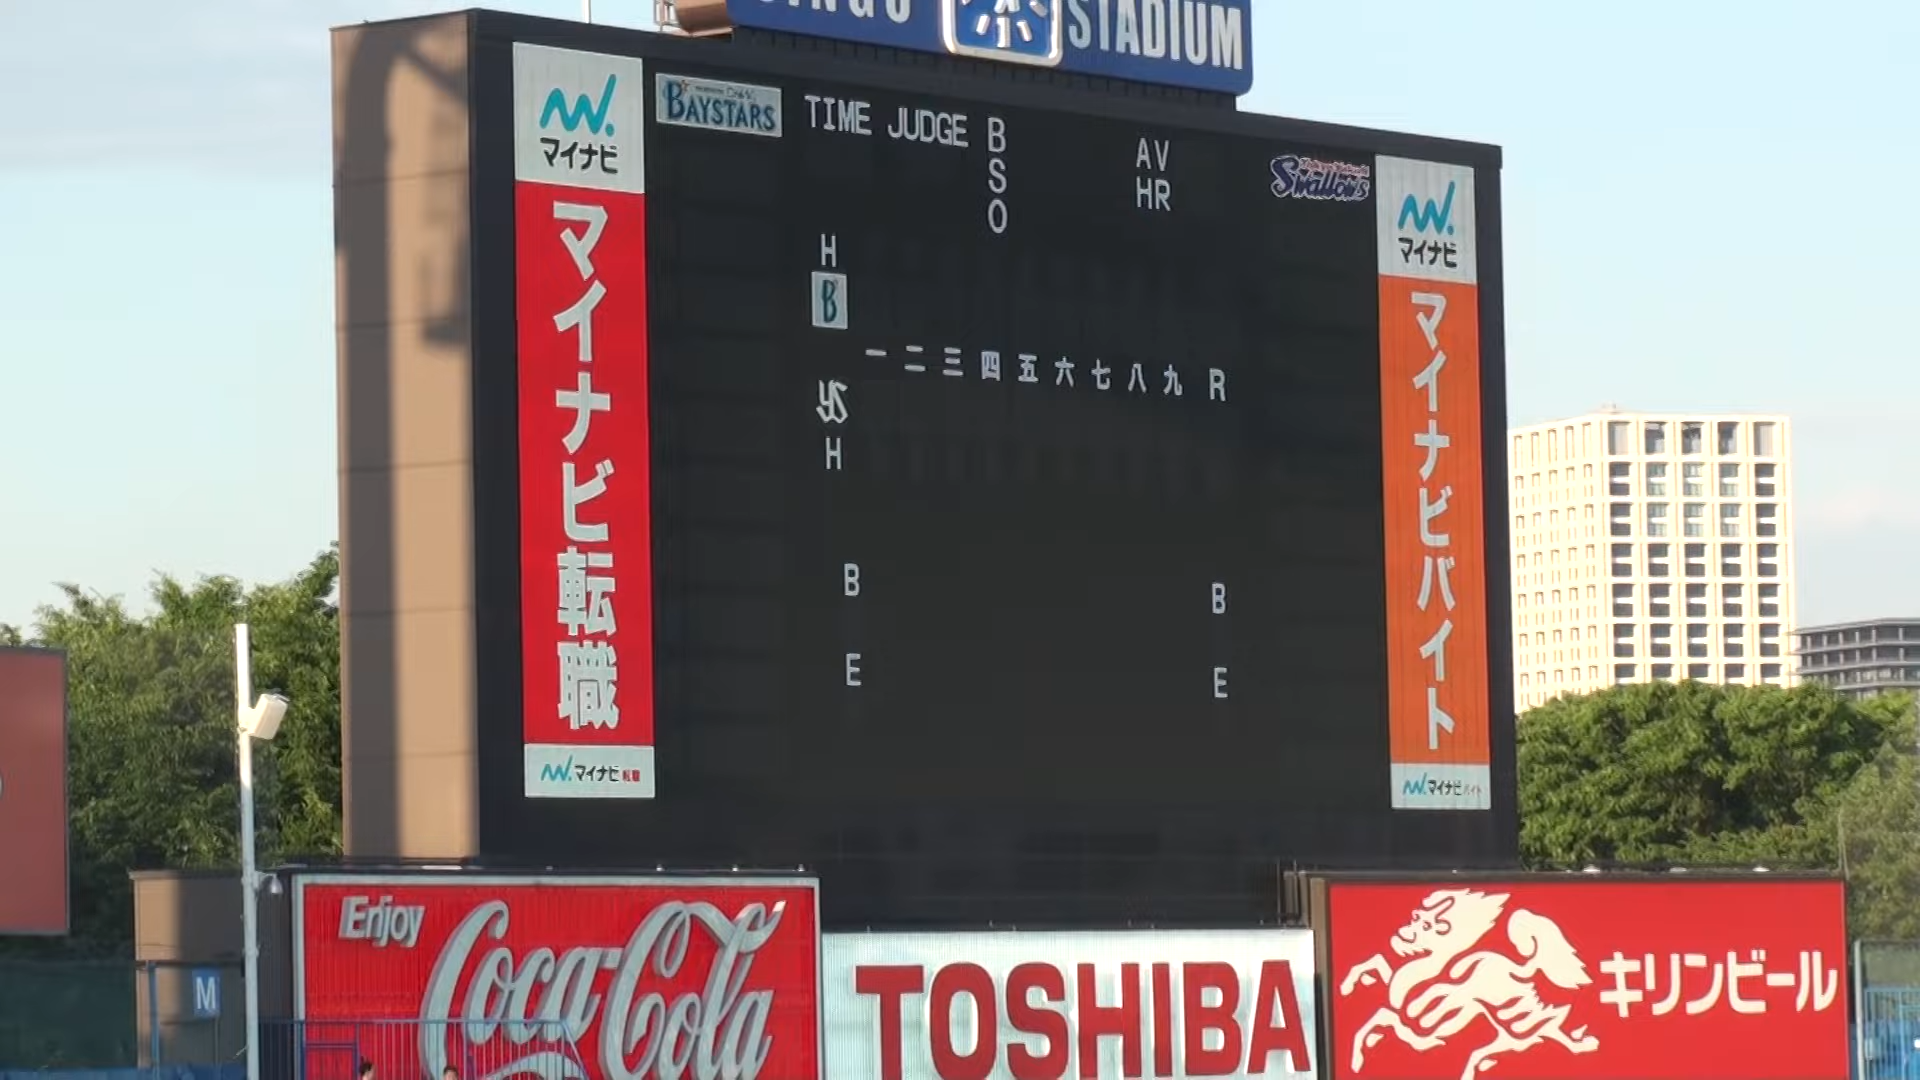 STADIUM
マイナビ
BAYSTARS
TIME JUDGE B
S
O
AV
HR
Swallows
マイナビ
マイナビ転職
マイナビバイト
H
B
一 二 三 四 五 六 七 八 九 R
YS
H
B
E
B
E
マイナビ転職
マイナビバイト
Enjoy
Coca-Cola
TOSHIBA
キリンビール
M